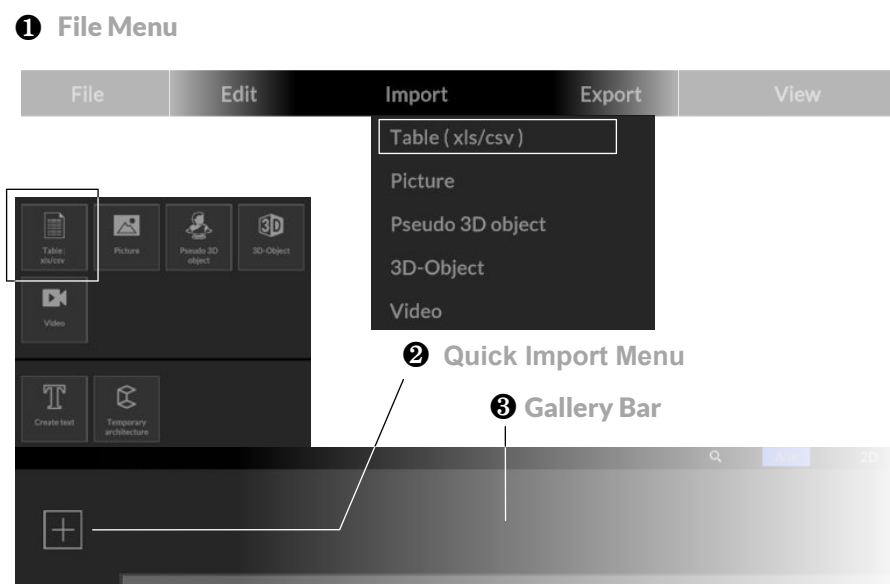 ❶ File Menu
File Edit Import Export View
Table ( xls/csv )
Picture
Pseudo 3D object
3D-Object
Video
Table:
xls/csv
Picture
Pseudo 3D
object
3D
3D-Object
Video
Create text
Temporary
architecture
❷ Quick Import Menu
❸ Gallery Bar
2D